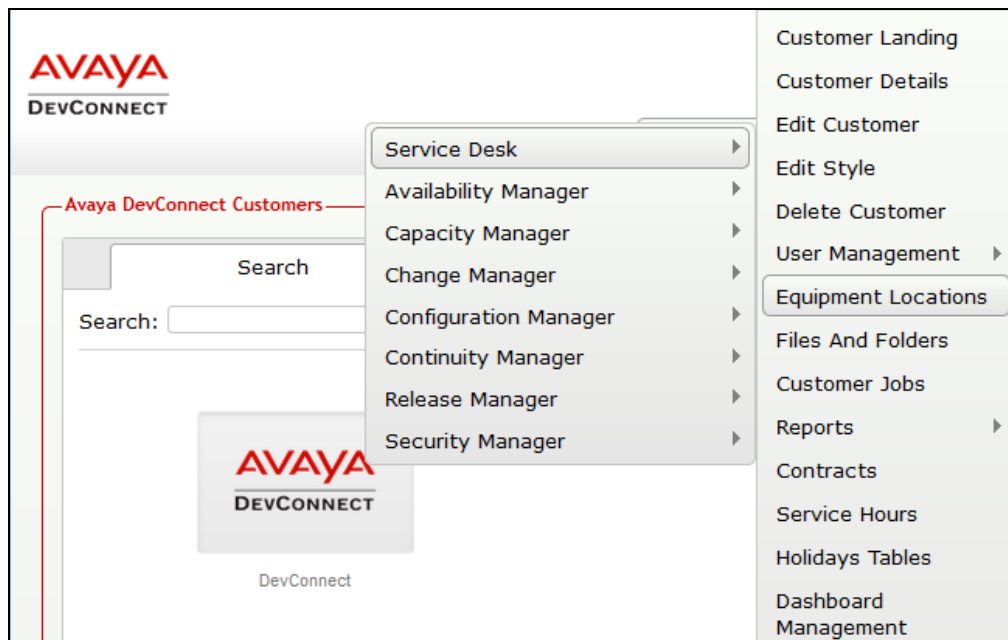 AVAYA
DEVCONNECT
Avaya DevConnect Customers
Search
Search:
AVAYA
DEVCONNECT
DevConnect
Service Desk
Availability Manager
Capacity Manager
Change Manager
Configuration Manager
Continuity Manager
Release Manager
Security Manager
Customer Landing
Customer Details
Edit Customer
Edit Style
Delete Customer
User Management
Equipment Locations
Files And Folders
Customer Jobs
Reports
Contracts
Service Hours
Holidays Tables
Dashboard
Management